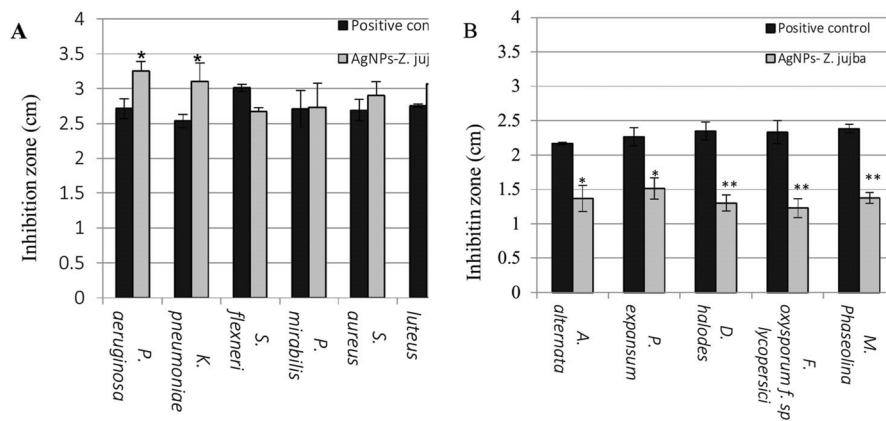 A
Positive con
AgNPs-Z. juj
4
3.5
3
2.5
2
1.5
1
0.5
0
Inhibition zone (cm)
* *
P. aeruginosa
K. pneumoniae
S. flexneri
P. mirabilis
S. aureus
luteus
B
Positive control
AgNPs- Z. jujba
4
3.5
3
2.5
2
1.5
1
0.5
0
Inhibitin zone (cm)
* * ** ** **
A. alternata
P. expansum
D. halodes
F. oxysporum f. sp lycopersici
M. Phaseolina